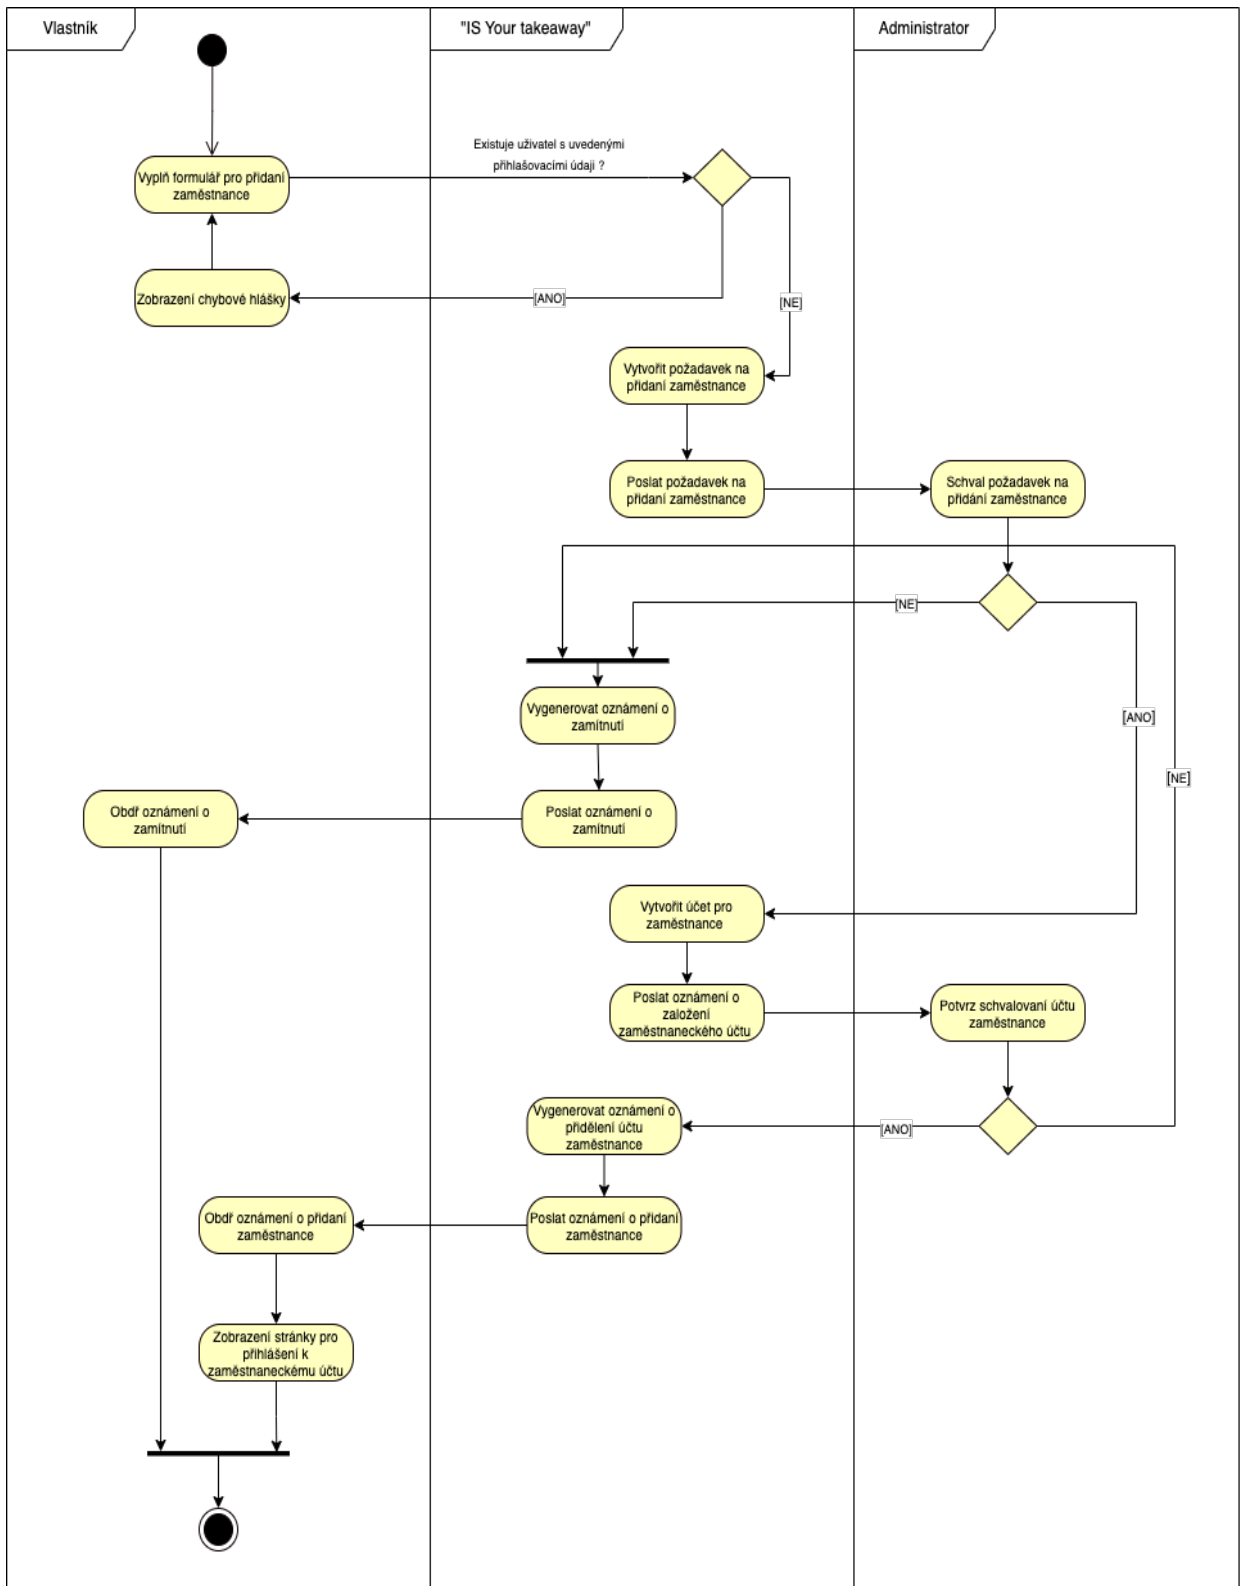 Vlastník
"IS Your takeaway"
Administrator
Existuje uživatel s uvedenými
přihlašovacími údaji ?
Vyplň formulář pro přidaní
zaměstnance
Zobrazení chybové hlášky
[ANO]
[NE]
Vytvořit požadavek na
přidaní zaměstnance
Poslat požadavek na
přidaní zaměstnance
Schval požadavek na
přidání zaměstnance
[NE]
[ANO]
[NE]
Vygenerovat oznámení o
zamítnutí
Obdř oznámení o
zamítnutí
Poslat oznámení o
zamítnutí
Vytvořit účet pro
zaměstnance
Poslat oznámení o
založení
zaměstnaneckého účtu
Potvrz schvalovaní účtu
zaměstnance
Vygenerovat oznámení o
přidělení účtu
zaměstnance
[ANO]
Obdř oznámení o přidaní
zaměstnance
Poslat oznámení o přidaní
zaměstnance
Zobrazení stránky pro
přihlášení k
zaměstnaneckému účtu